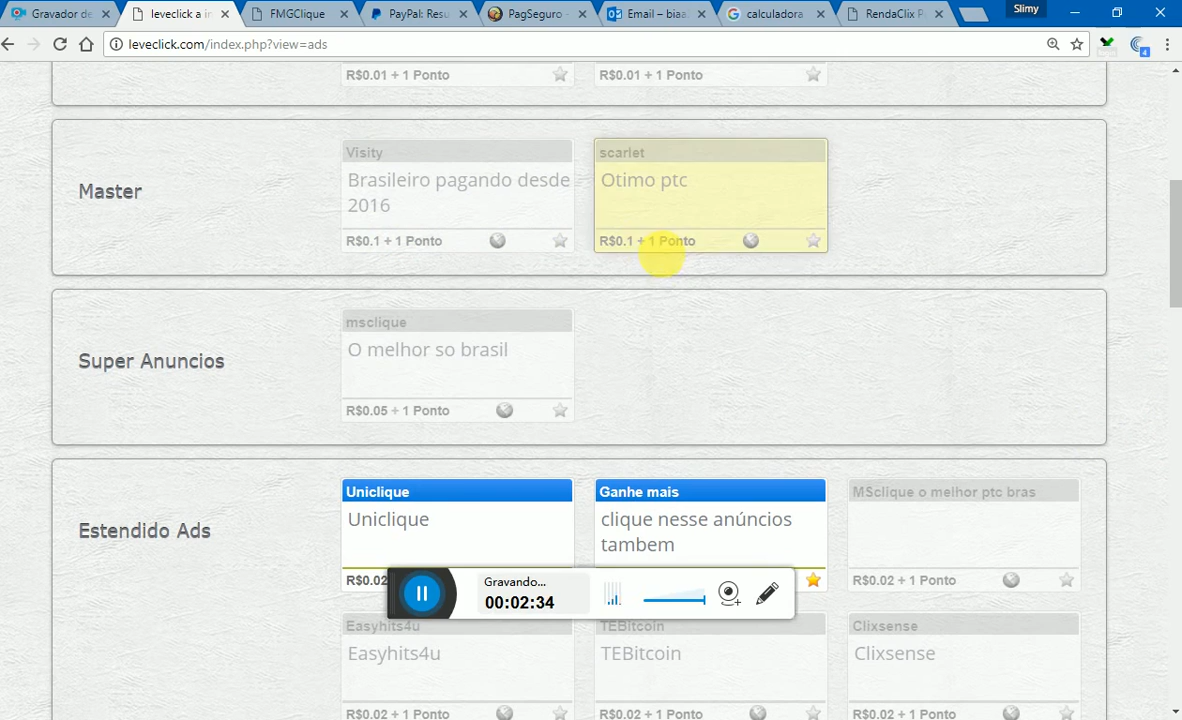 Gravador de
leveclick a in
FMGClique
PayPal: Resu
PagSeguro -
Email – biaa
calculadora
RendaClix P
Slimy
leveclick.com/index.php?view=ads
4
R$0.01 + 1 Ponto
R$0.01 + 1 Ponto
Master
Visity
Brasileiro pagando desde
2016
R$0.1 + 1 Ponto
scarlet
Otimo ptc
R$0.1 + 1 Ponto
Super Anuncios
msclique
O melhor so brasil
R$0.05 + 1 Ponto
Estendido Ads
Uniclique
Uniclique
R$0.02
Ganhe mais
clique nesse anúncios
tambem
MSclique o melhor ptc bras
R$0.02 + 1 Ponto
Gravando...
00:02:34
Easyhits4u
Easyhits4u
R$0.02 + 1 Ponto
TEBitcoin
TEBitcoin
R$0.02 + 1 Ponto
Clixsense
Clixsense
R$0.02 + 1 Ponto